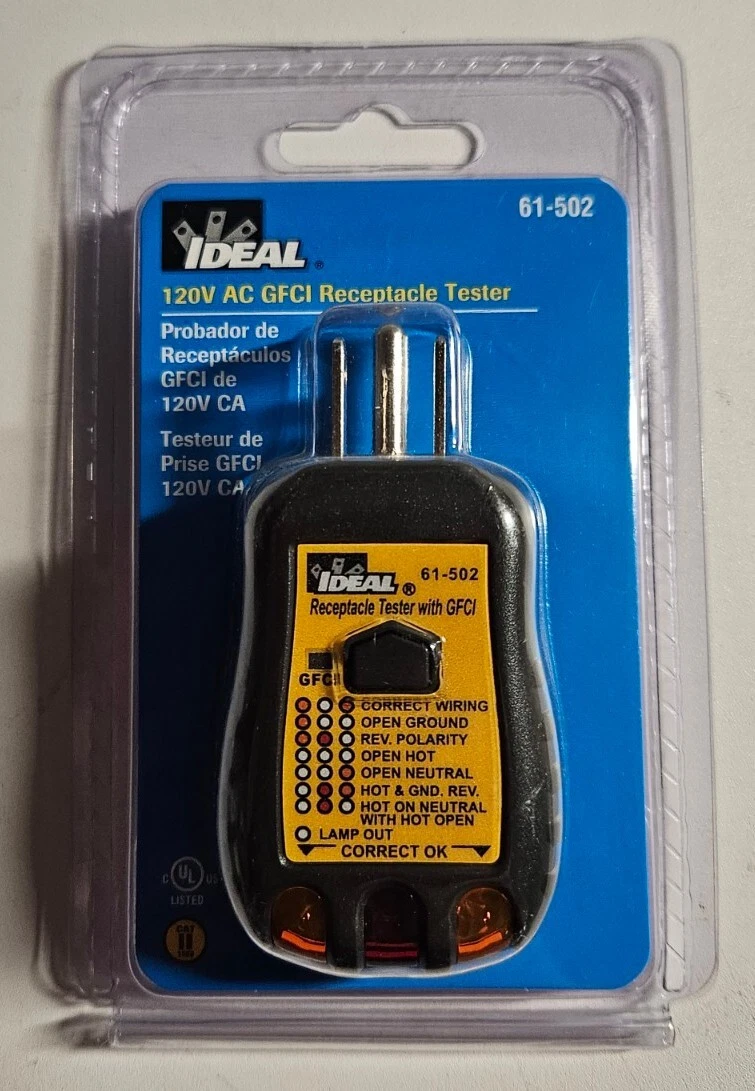 61-502
IDEAL®
120V AC GFCI Receptacle Tester
Probador de
Receptáculos
GFCI de
120V CA
Testeur de
Prise GFCI
120V CA
IDEAL® 61-502
Receptacle Tester with GFCI
GFCI
CORRECT WIRING
OPEN GROUND
REV. POLARITY
OPEN HOT
OPEN NEUTRAL
HOT & GND. REV.
HOT ON NEUTRAL
WITH HOT OPEN
LAMP OUT
CORRECT OK
C UL US
LISTED
CAT
II